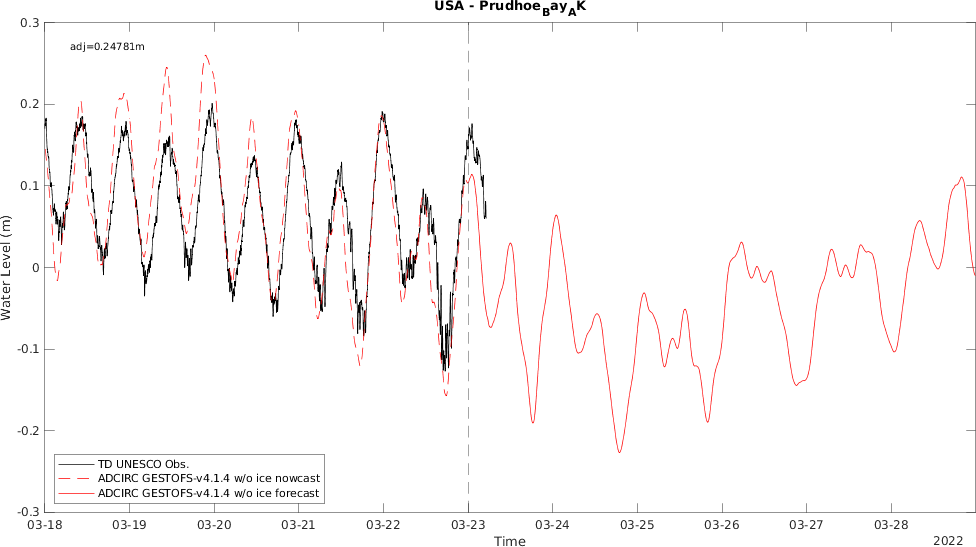 USA - Prudhoe_Bay_AK
adj=0.24781m
0.3
0.2
0.1
0
-0.1
-0.2
-0.3
Water Level (m)
TD UNESCO Obs.
ADCIRC GESTOFS-v4.1.4 w/o ice nowcast
ADCIRC GESTOFS-v4.1.4 w/o ice forecast
03-18 03-19 03-20 03-21 03-22 03-23 03-24 03-25 03-26 03-27 03-28
Time
2022